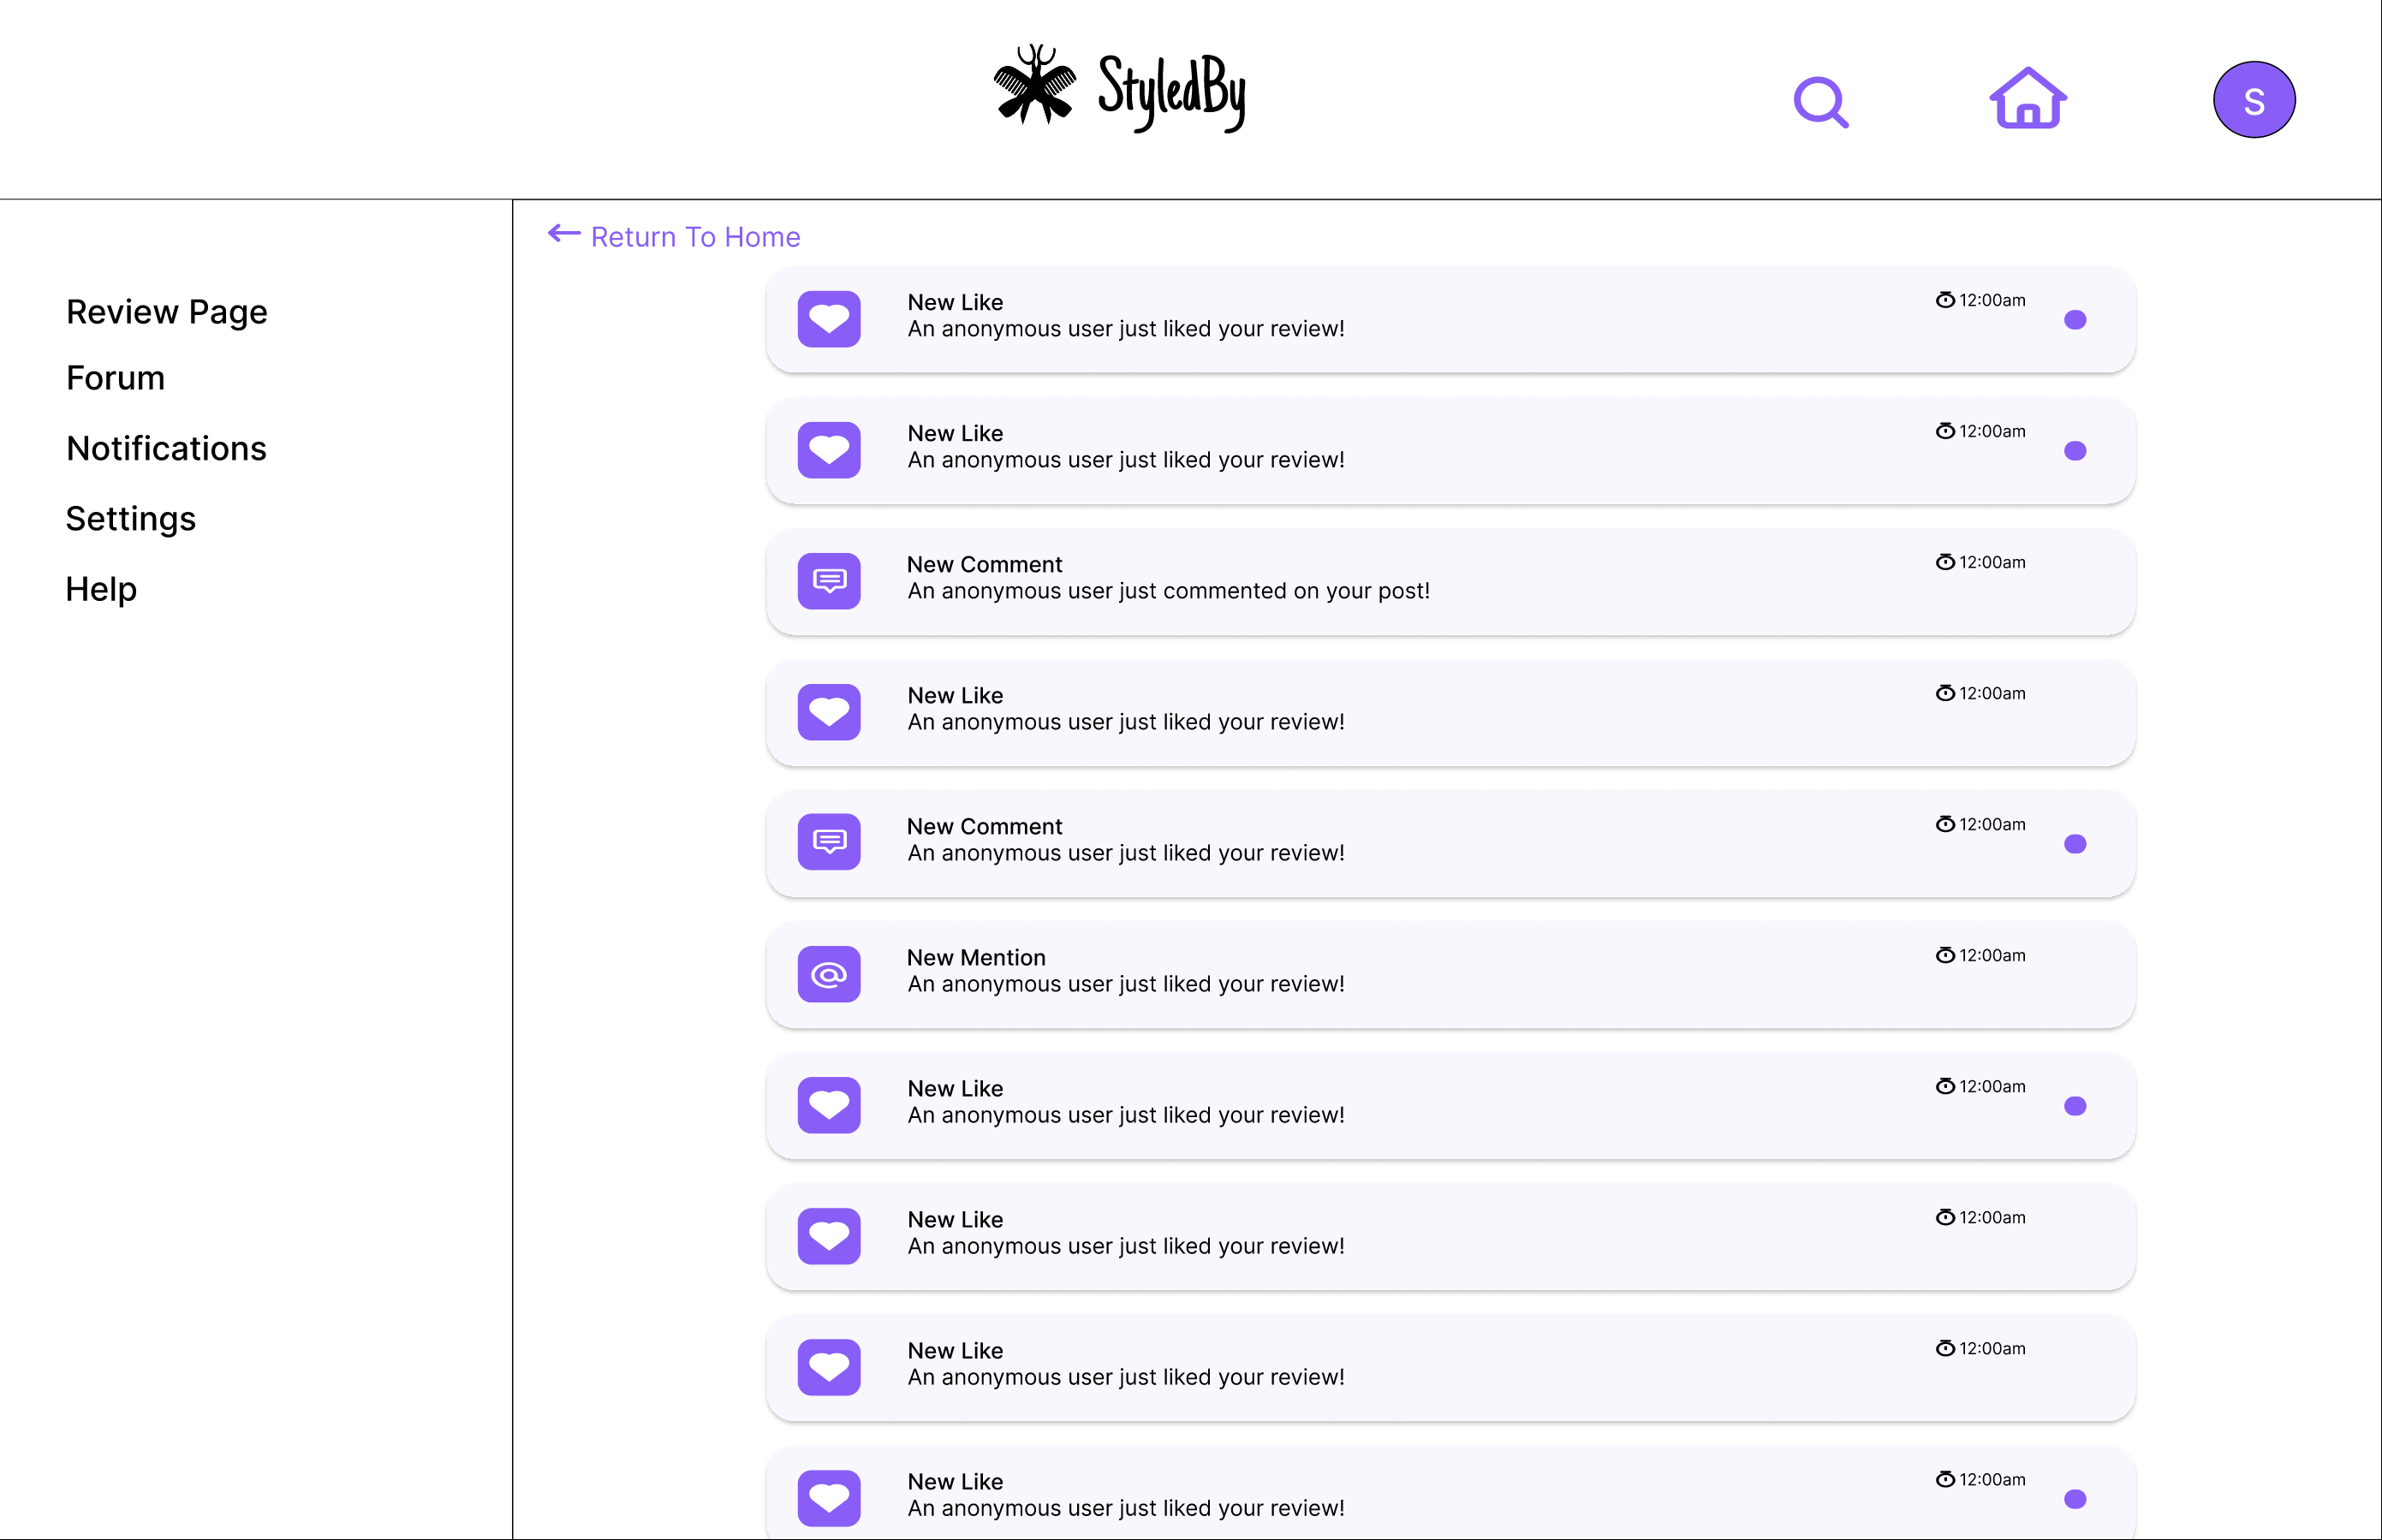 StyledBy
S
Return To Home
Review Page
Forum
Notifications
Settings
Help
New Like
An anonymous user just liked your review!
12:00am
New Like
An anonymous user just liked your review!
12:00am
New Comment
An anonymous user just commented on your post!
12:00am
New Like
An anonymous user just liked your review!
12:00am
New Comment
An anonymous user just liked your review!
12:00am
New Mention
An anonymous user just liked your review!
12:00am
New Like
An anonymous user just liked your review!
12:00am
New Like
An anonymous user just liked your review!
12:00am
New Like
An anonymous user just liked your review!
12:00am
New Like
An anonymous user just liked your review!
12:00am